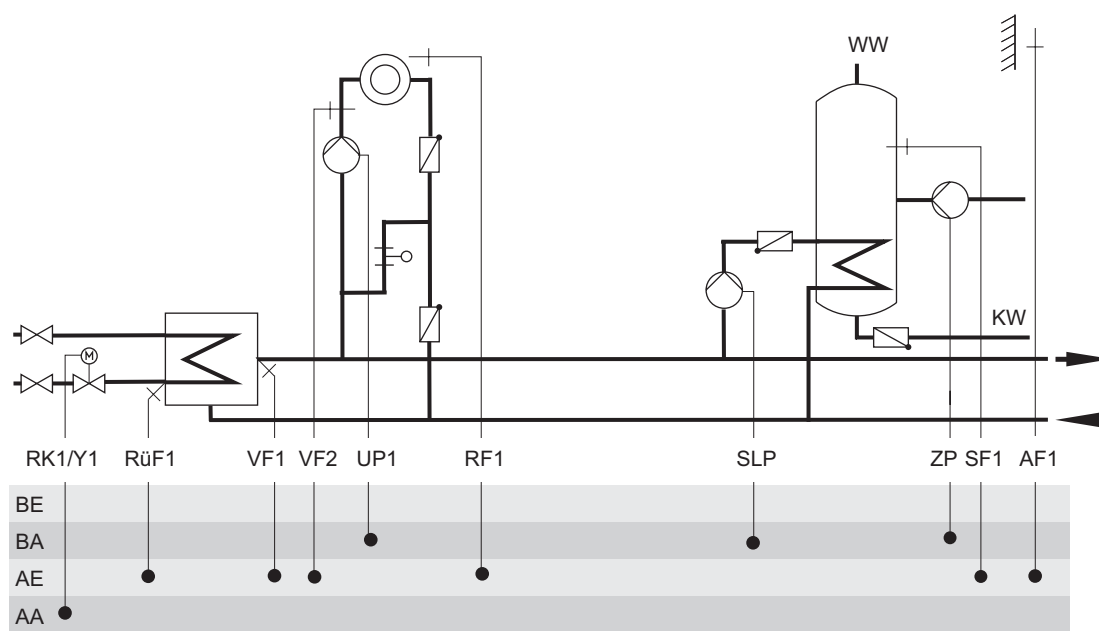 WW
M
KW
RK1/Y1 RüF1 VF1 VF2 UP1 RF1 SLP ZP SF1 AF1
BE
BA
AE
AA